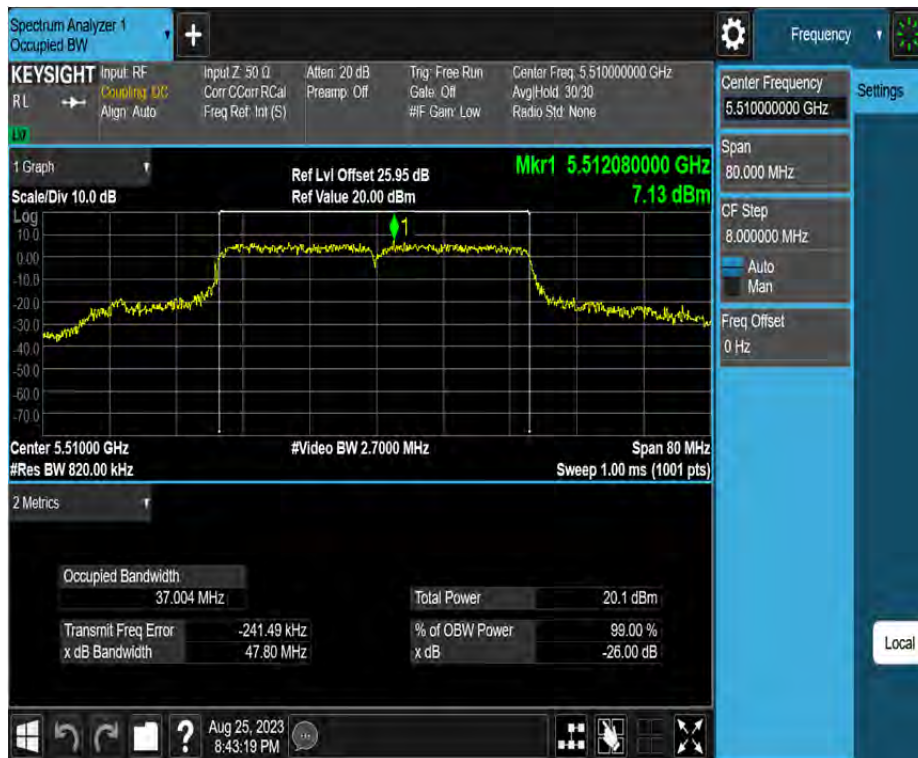 Spectrum Analyzer 1
Occupied BW
Frequency
KEYSIGHT
RL
Input: RF
Coupling: DC
Align: Auto
Input Z: 50 Ω
Corr CCorr RCal
Freq Ref: Int (S)
Atten: 20 dB
Preamp: Off
Trig: Free Run
Gate: Off
#IF Gain: Low
Center Freq: 5.510000000 GHz
Avg|Hold: 30/30
Radio Std: None
Center Frequency
5.510000000 GHz
Settings
Span
80.000 MHz
CF Step
8.000000 MHz
Auto
Man
Freq Offset
0 Hz
1 Graph
Scale/Div 10.0 dB
Ref Lvl Offset 25.95 dB
Ref Value 20.00 dBm
Mkr1 5.512080000 GHz
7.13 dBm
Log
10.0
0.00
-10.0
-20.0
-30.0
-40.0
-50.0
-60.0
-70.0
1
Center 5.51000 GHz
#Res BW 820.00 kHz
#Video BW 2.7000 MHz
Span 80 MHz
Sweep 1.00 ms (1001 pts)
2 Metrics
Occupied Bandwidth
37.004 MHz
Total Power 20.1 dBm
Transmit Freq Error -241.49 kHz
% of OBW Power 99.00 %
x dB Bandwidth 47.80 MHz
x dB -26.00 dB
Local
Aug 25, 2023
8:43:19 PM